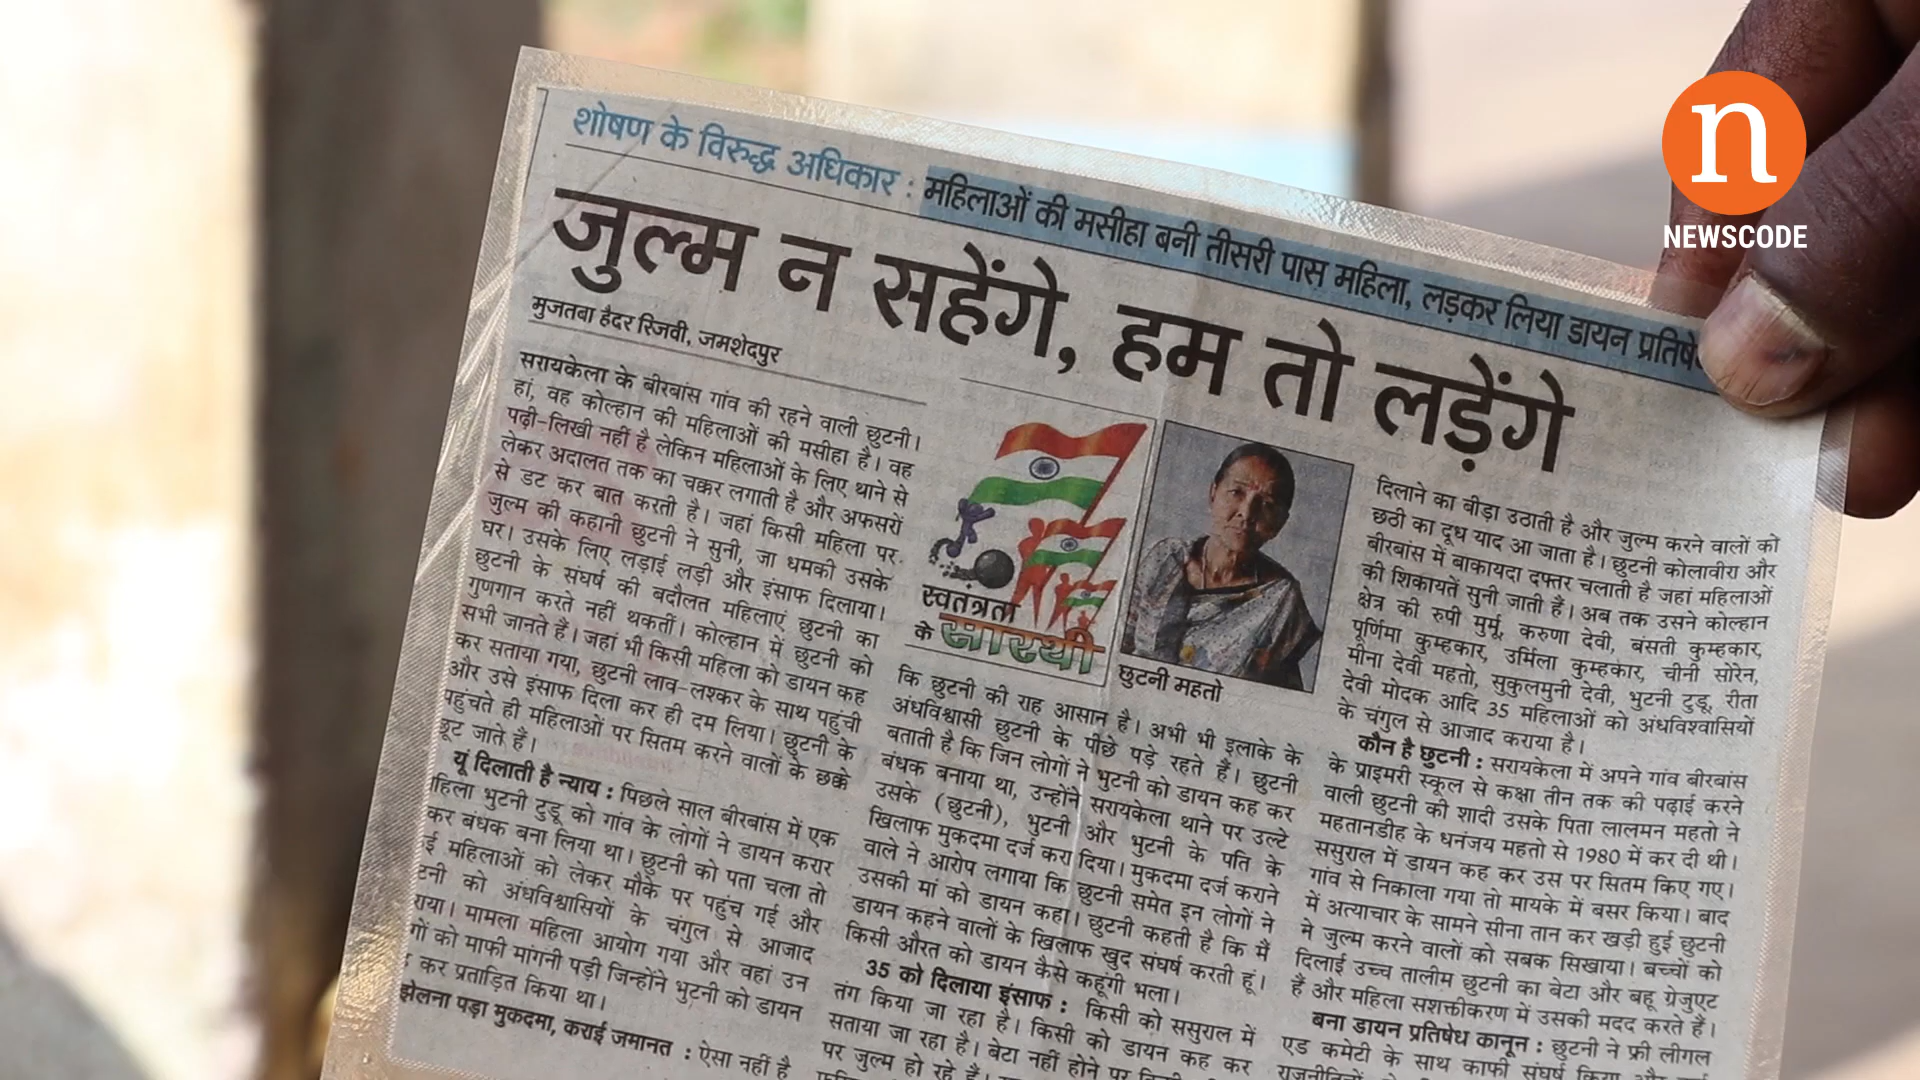 शोषण के विरुद्ध अधिकार : महिलाओं की मसीहा बनी तीसरी पास महिला, लड़कर लिया डायन
जुल्म न सहेंगे, हम तो लड़ेंगे
मुजतबा हैदर रिजवी, जमशेदपुर
सरायकेला के बीरबांस गांव की रहने वाली छुटनी।
हां, वह कोल्हान की महिलाओं की मसीहा है। वह
पढ़ी-लिखी नहीं है लेकिन महिलाओं के लिए थाने से
लेकर अदालत तक का चक्कर लगाती है और अफसरों
से डट कर बात करती है। जहां किसी महिला पर
जुल्म की कहानी छुटनी ने सुनी, जा धमकी उसके
घर। उसके लिए लड़ाई लड़ी और इंसाफ दिलाया।
छुटनी के संघर्ष की बदौलत महिलाएं छुटनी का
गुणगान करते नहीं थकतीं। कोल्हान में छुटनी को
सभी जानते हैं। जहां भी किसी महिला को डायन कह
कर सताया गया, छुटनी लाव-लश्कर के साथ पहुंची
और उसे इंसाफ दिला कर ही दम लिया। छुटनी के
पहुंचते ही महिलाओं पर सितम करने वालों के छक्के
छूट जाते हैं।
यूं दिलाती है न्याय : पिछले साल बीरबांस में एक
भुटनी टुडू को गांव के लोगों ने डायन करार
कर बंधक बना लिया था। छुटनी को पता चला तो
महिलाओं को लेकर मौके पर पहुंच गई और
को अंधविश्वासियों के चंगुल से आजाद
मामला महिला आयोग गया और वहां उन
को माफी मांगनी पड़ी जिन्होंने भुटनी को डायन
कर प्रताड़ित किया था।
झेलना पड़ा मुकदमा, कराई जमानत : ऐसा नहीं है
स्वतंत्रता
के सारथी
छुटनी महतो
कि छुटनी की राह आसान है। अभी भी इलाके के
अंधविश्वासी छुटनी के पीछे पड़े रहते हैं। छुटनी
बताती है कि जिन लोगों ने भुटनी को डायन कह कर
बंधक बनाया था, उन्होंने सरायकेला थाने पर उल्टे
उसके (छुटनी), भुटनी और भुटनी के पति के
खिलाफ मुकदमा दर्ज करा दिया। मुकदमा दर्ज कराने
वाले ने आरोप लगाया कि छुटनी समेत इन लोगों ने
उसकी मां को डायन कहा। छुटनी कहती है कि मैं
डायन कहने वालों के खिलाफ खुद संघर्ष करती हूं।
किसी औरत को डायन कैसे कहूंगी भला।
35 को दिलाया इंसाफ : किसी को ससुराल में
तंग किया जा रहा है। किसी को डायन कह कर
सताया जा रहा है। बेटा नहीं होने पर
पर जुल्म हो रहे हैं।
दिलाने का बीड़ा उठाती है और जुल्म करने वालों को
छठी का दूध याद आ जाता है। छुटनी कोलावीरा और
बीरबांस में बाकायदा दफ्तर चलाती है जहां महिलाओं
की शिकायतें सुनी जाती हैं। अब तक उसने कोल्हान
क्षेत्र की रुपी मुर्मू, करुणा देवी, बंसती कुम्हकार,
पूर्णिमा कुम्हकार, उर्मिला कुम्हकार, चीनी सोरेन,
मीना देवी महतो, सुकुलमुनी देवी, भुटनी टुडू, रीता
देवी मोदक आदि 35 महिलाओं को अंधविश्वासियों
के चंगुल से आजाद कराया है।
कौन है छुटनी : सरायकेला में अपने गांव बीरबांस
के प्राइमरी स्कूल से कक्षा तीन तक की पढ़ाई करने
वाली छुटनी की शादी उसके पिता लालमन महतो ने
महतानडीह के धनंजय महतो से 1980 में कर दी थी।
ससुराल में डायन कह कर उस पर सितम किए गए।
गांव से निकाला गया तो मायके में बसर किया। बाद
में अत्याचार के सामने सीना तान कर खड़ी हुई छुटनी
ने जुल्म करने वालों को सबक सिखाया। बच्चों को
दिलाई उच्च तालीम छुटनी का बेटा और बहू ग्रेजुएट
हैं और महिला सशक्तीकरण में उसकी मदद करते हैं।
बना डायन प्रतिषेध कानून : छुटनी ने फ्री लीगल
एड कमेटी के साथ काफी संघर्ष किया
n
NEWSCODE